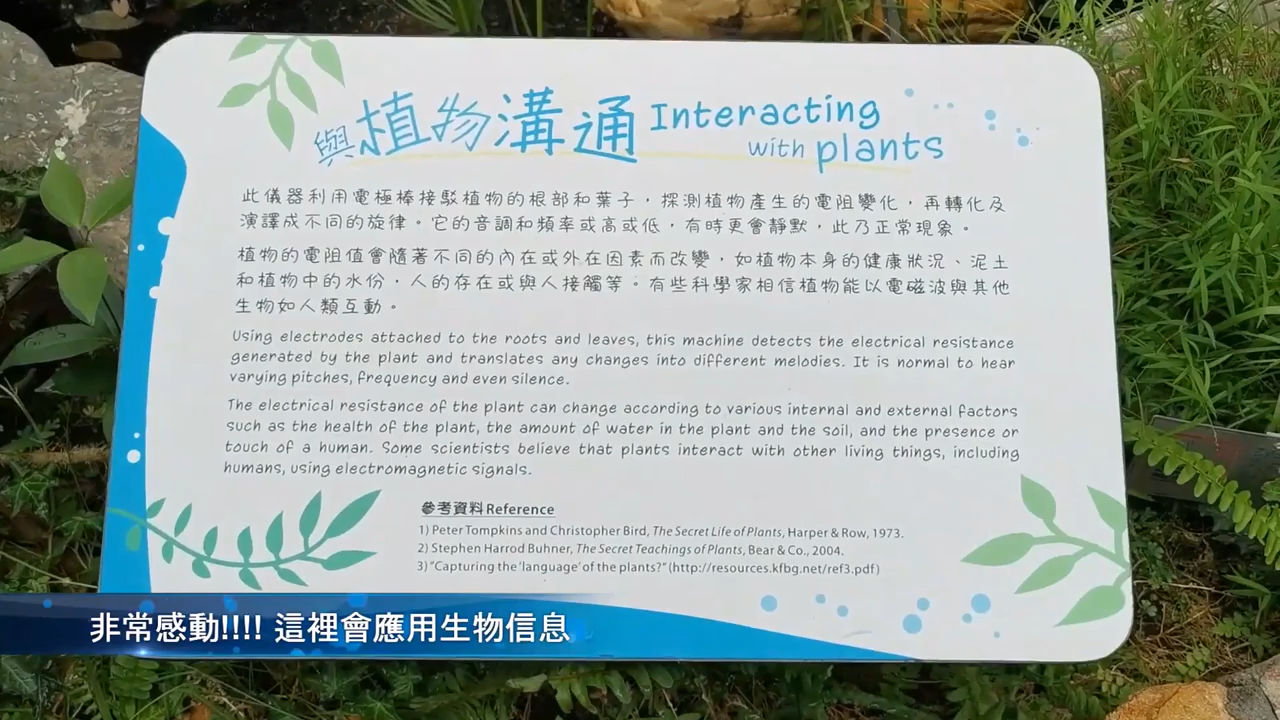 與植物溝通 Interacting
with plants
此儀器利用電極棒接駁植物的根部和葉子，探測植物產生的電阻變化，再轉化及
演譯成不同的旋律。它的音調和頻率或高或低，有時更會靜默，此乃正常現象。
植物的電阻值會隨著不同的內在或外在因素而改變，如植物本身的健康狀況、泥土
和植物中的水份，人的存在或與人接觸等。有些科學家相信植物能以電磁波與其他
生物如人類互動。
Using electrodes attached to the roots and leaves, this machine detects the electrical resistance
generated by the plant and translates any changes into different melodies. It is normal to hear
varying pitches, frequency and even silence.
The electrical resistance of the plant can change according to various internal and external factors
such as the health of the plant, the amount of water in the plant and the soil, and the presence or
touch of a human. Some scientists believe that plants interact with other living things, including
humans, using electromagnetic signals.
參考資料 Reference
1) Peter Tompkins and Christopher Bird, The Secret Life of Plants, Harper & Row, 1973.
2) Stephen Harrod Buhner, The Secret Teachings of Plants, Bear & Co., 2004.
3) "Capturing the 'language' of the plants?" (http://resources.kfbg.net/ref3.pdf)
非常感動!!!! 這裡會應用生物信息